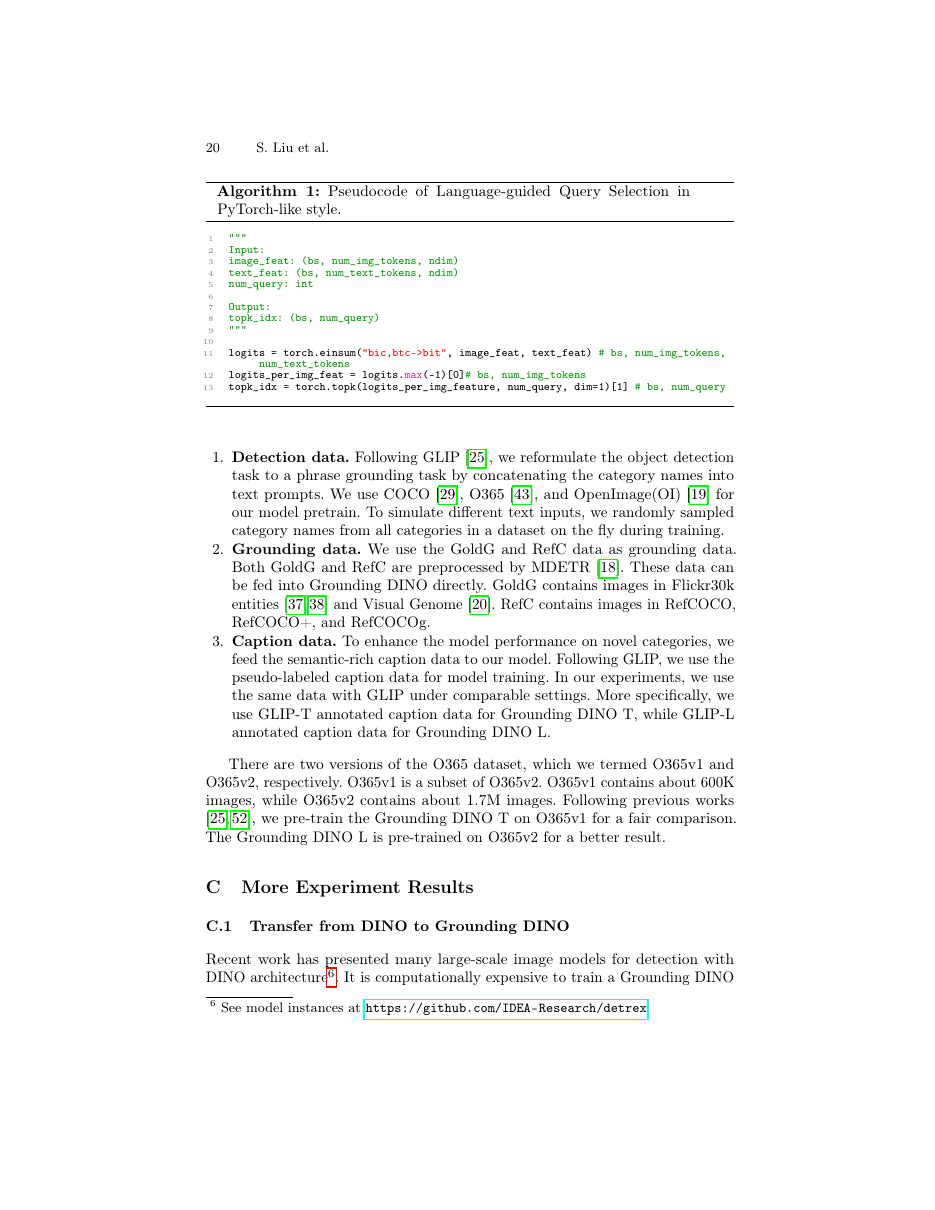 20 S. Liu et al.
Algorithm 1: Pseudocode of Language-guided Query Selection in
PyTorch-like style.
1 """
2 Input:
3 image_feat: (bs, num_img_tokens, ndim)
4 text_feat: (bs, num_text_tokens, ndim)
5 num_query: int
6
7 Output:
8 topk_idx: (bs, num_query)
9 """
10
11 logits = torch.einsum("bic,btc->bit", image_feat, text_feat) # bs, num_img_tokens,
num_text_tokens
12 logits_per_img_feat = logits.max(-1)[0]# bs, num_img_tokens
13 topk_idx = torch.topk(logits_per_img_feature, num_query, dim=1)[1] # bs, num_query
1. Detection data. Following GLIP [25], we reformulate the object detection
task to a phrase grounding task by concatenating the category names into
text prompts. We use COCO [29], O365 [43], and OpenImage(OI) [19] for
our model pretrain. To simulate different text inputs, we randomly sampled
category names from all categories in a dataset on the fly during training.
2. Grounding data. We use the GoldG and RefC data as grounding data.
Both GoldG and RefC are preprocessed by MDETR [18]. These data can
be fed into Grounding DINO directly. GoldG contains images in Flickr30k
entities [37,38] and Visual Genome [20]. RefC contains images in RefCOCO,
RefCOCO+, and RefCOCOg.
3. Caption data. To enhance the model performance on novel categories, we
feed the semantic-rich caption data to our model. Following GLIP, we use the
pseudo-labeled caption data for model training. In our experiments, we use
the same data with GLIP under comparable settings. More specifically, we
use GLIP-T annotated caption data for Grounding DINO T, while GLIP-L
annotated caption data for Grounding DINO L.
There are two versions of the O365 dataset, which we termed O365v1 and
O365v2, respectively. O365v1 is a subset of O365v2. O365v1 contains about 600K
images, while O365v2 contains about 1.7M images. Following previous works
[25,52], we pre-train the Grounding DINO T on O365v1 for a fair comparison.
The Grounding DINO L is pre-trained on O365v2 for a better result.
C More Experiment Results
C.1 Transfer from DINO to Grounding DINO
Recent work has presented many large-scale image models for detection with
DINO architecture6. It is computationally expensive to train a Grounding DINO
6 See model instances at https://github.com/IDEA-Research/detrex